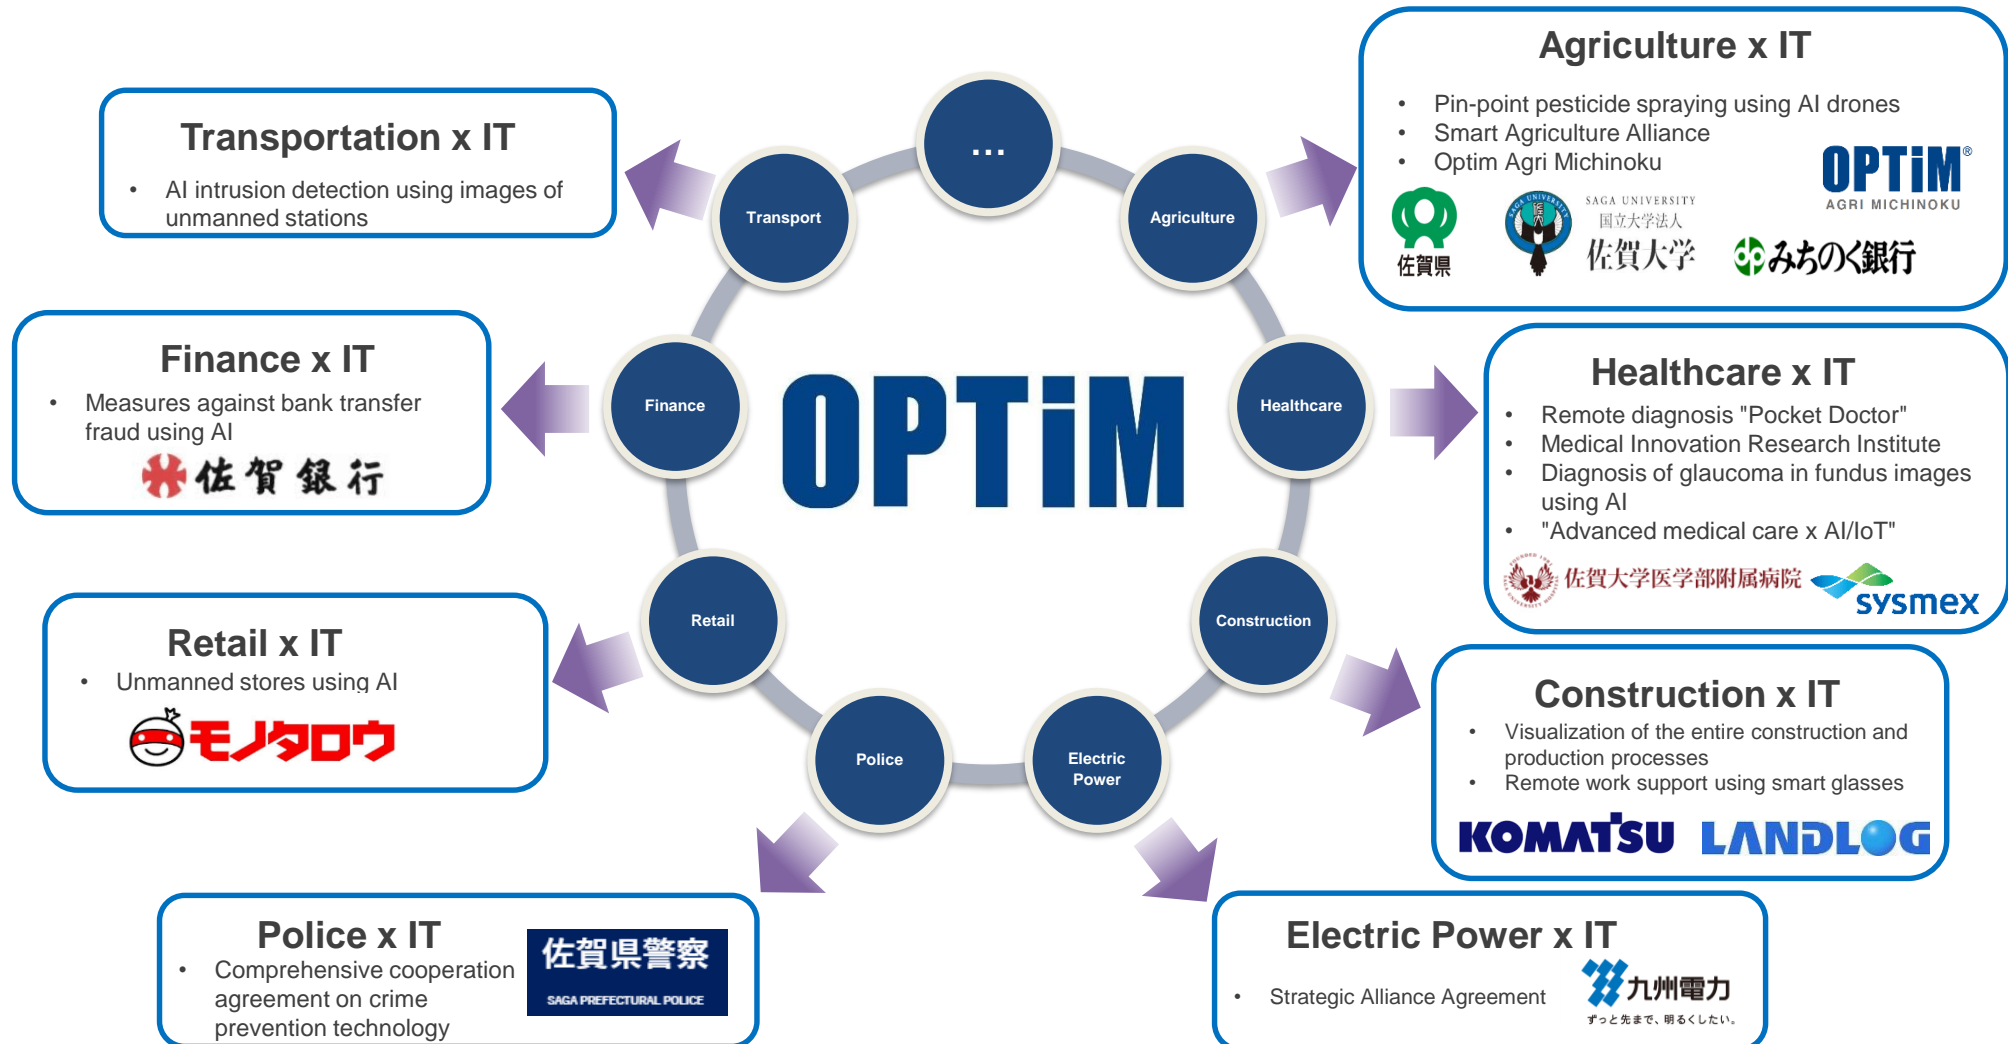 Transportation x IT
• AI intrusion detection using images of
unmanned stations
Finance x IT
• Measures against bank transfer
fraud using AI
佐賀銀行
Retail x IT
• Unmanned stores using AI
モノタロウ
Police x IT
• Comprehensive cooperation
agreement on crime
prevention technology
佐賀県警察
SAGA PREFECTURAL POLICE
...
Transport
Agriculture
Finance
Healthcare
OPTiM
Retail
Construction
Police
Electric
Power
Agriculture x IT
• Pin-point pesticide spraying using AI drones
• Smart Agriculture Alliance
• Optim Agri Michinoku
OPTiM®
AGRI MICHINOKU
佐賀県
SAGA UNIVERSITY
SAGA UNIVERSITY
国立大学法人
佐賀大学
みちのく銀行
Healthcare x IT
• Remote diagnosis "Pocket Doctor"
• Medical Innovation Research Institute
• Diagnosis of glaucoma in fundus images
using AI
• "Advanced medical care x AI/IoT"
佐賀大学医学部附属病院
sysmex
Construction x IT
• Visualization of the entire construction and
production processes
• Remote work support using smart glasses
KOMATSU
LANDLOG
Electric Power x IT
• Strategic Alliance Agreement
九州電力
ずっと先まで、明るくしたい。